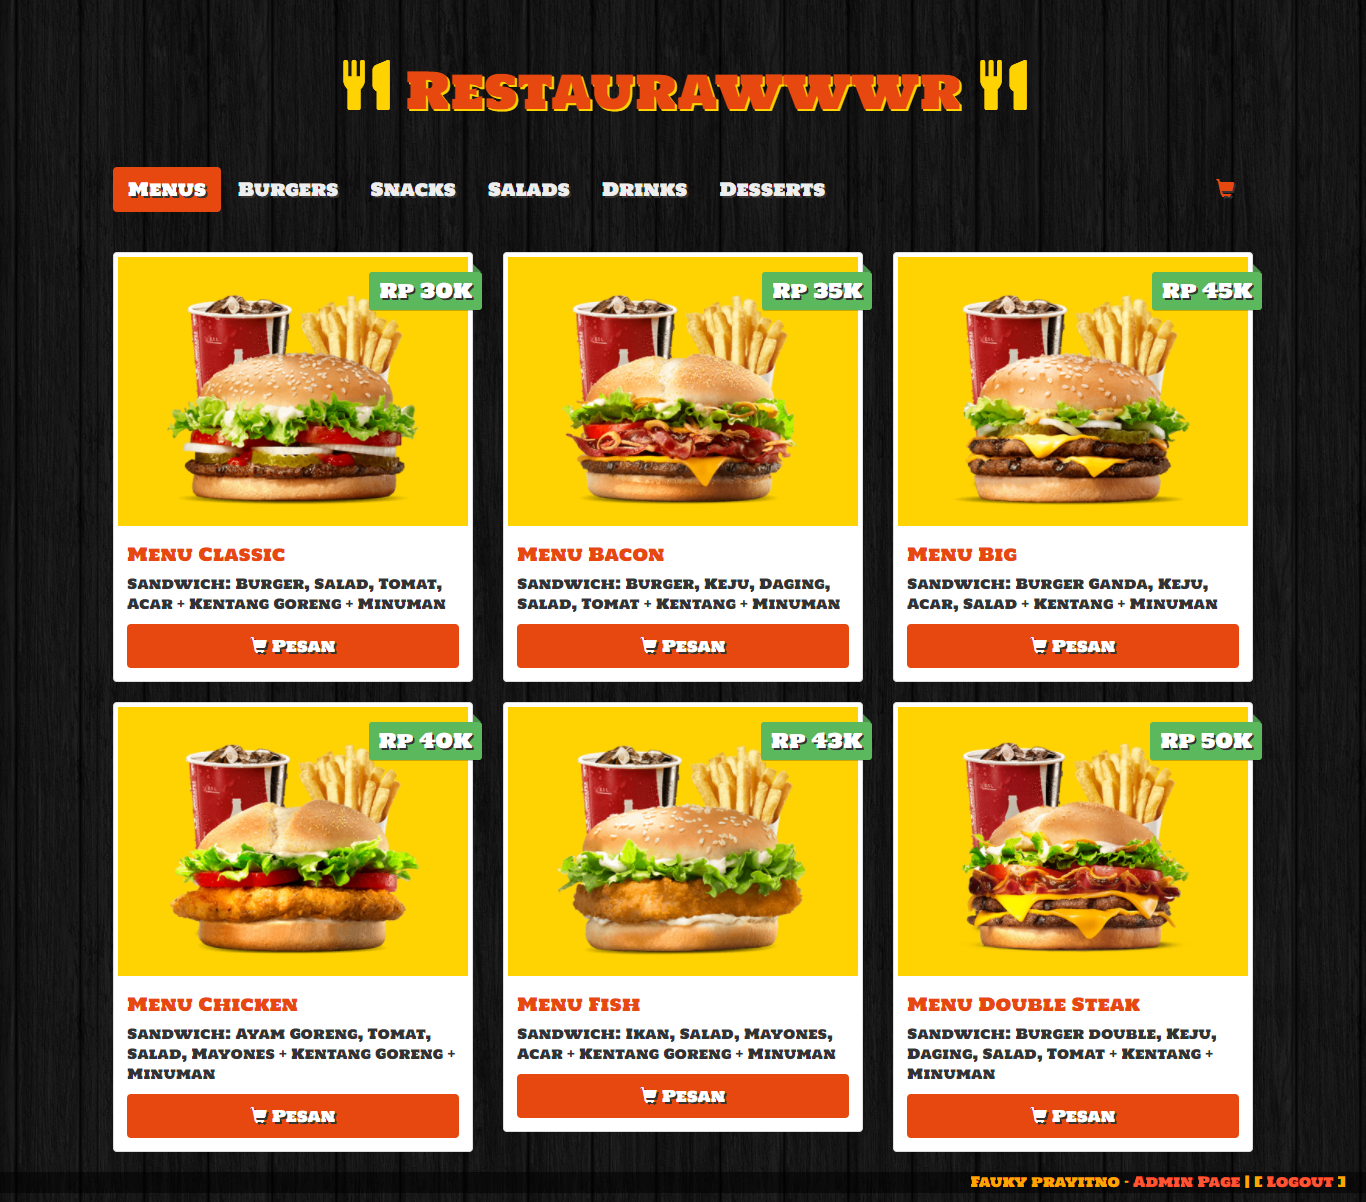 Restaurawwwr
Menus Burgers Snacks Salads Drinks Desserts
Rp 30K
Rp 35K
Rp 45K
Menu Classic
Sandwich: Burger, Salad, Tomat,
Acar + Kentang Goreng + Minuman
Pesan
Menu Bacon
Sandwich: Burger, Keju, Daging,
Salad, Tomat + Kentang + Minuman
Pesan
Menu Big
Sandwich: Burger Ganda, Keju,
Acar, Salad + Kentang + Minuman
Pesan
Rp 40K
Rp 43K
Rp 50K
Menu Chicken
Sandwich: Ayam Goreng, Tomat,
Salad, Mayones + Kentang Goreng +
Minuman
Pesan
Menu Fish
Sandwich: Ikan, Salad, Mayones,
Acar + Kentang Goreng + Minuman
Pesan
Menu Double Steak
Sandwich: Burger double, Keju,
Daging, Salad, Tomat + Kentang +
Minuman
Pesan
Fauky prayitno - Admin Page | [ Logout ]